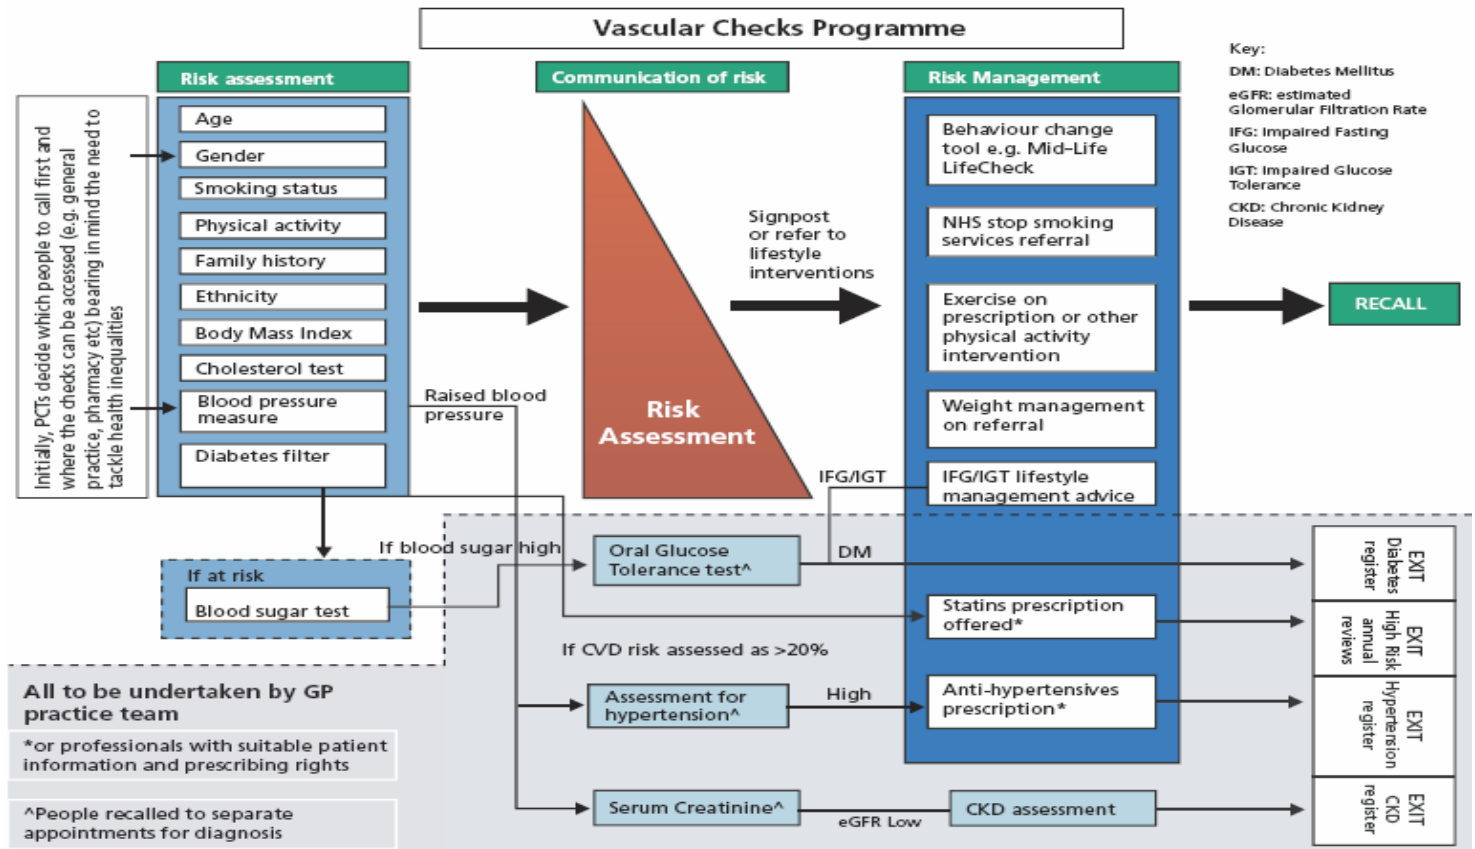 Vascular Checks Programme
Risk assessment
Communication of risk
Risk Management
Key:
DM: Diabetes Mellitus
eGFR: estimated
Glomerular Filtration Rate
IFG: Impaired Fasting
Glucose
IGT: Impaired Glucose
Tolerance
CKD: Chronic Kidney
Disease
Initially, PCTs decide which people to call first and
where the checks can be accessed (e.g. general
practice, pharmacy etc) bearing in mind the need to
tackle health inequalities
Age
Gender
Smoking status
Physical activity
Family history
Ethnicity
Body Mass Index
Cholesterol test
Blood pressure
measure
Diabetes filter
Raised blood
pressure
Risk
Assessment
Signpost
or refer to
lifestyle
interventions
Behaviour change
tool e.g. Mid-Life
LifeCheck
NHS stop smoking
services referral
Exercise on
prescription or other
physical activity
intervention
Weight management
on referral
IFG/IGT
IFG/IGT lifestyle
management advice
RECALL
If at risk
Blood sugar test
If blood sugar high
Oral Glucose
Tolerance test^
DM
EXIT
Diabetes
register
Statins prescription
offered*
EXIT
High Risk
annual
reviews
If CVD risk assessed as >20%
Assessment for
hypertension^
High
Anti-hypertensives
prescription*
EXIT
Hypertension
register
Serum Creatinine^
eGFR Low
CKD assessment
EXIT
CKD
register
All to be undertaken by GP
practice team
*or professionals with suitable patient
information and prescribing rights
^People recalled to separate
appointments for diagnosis